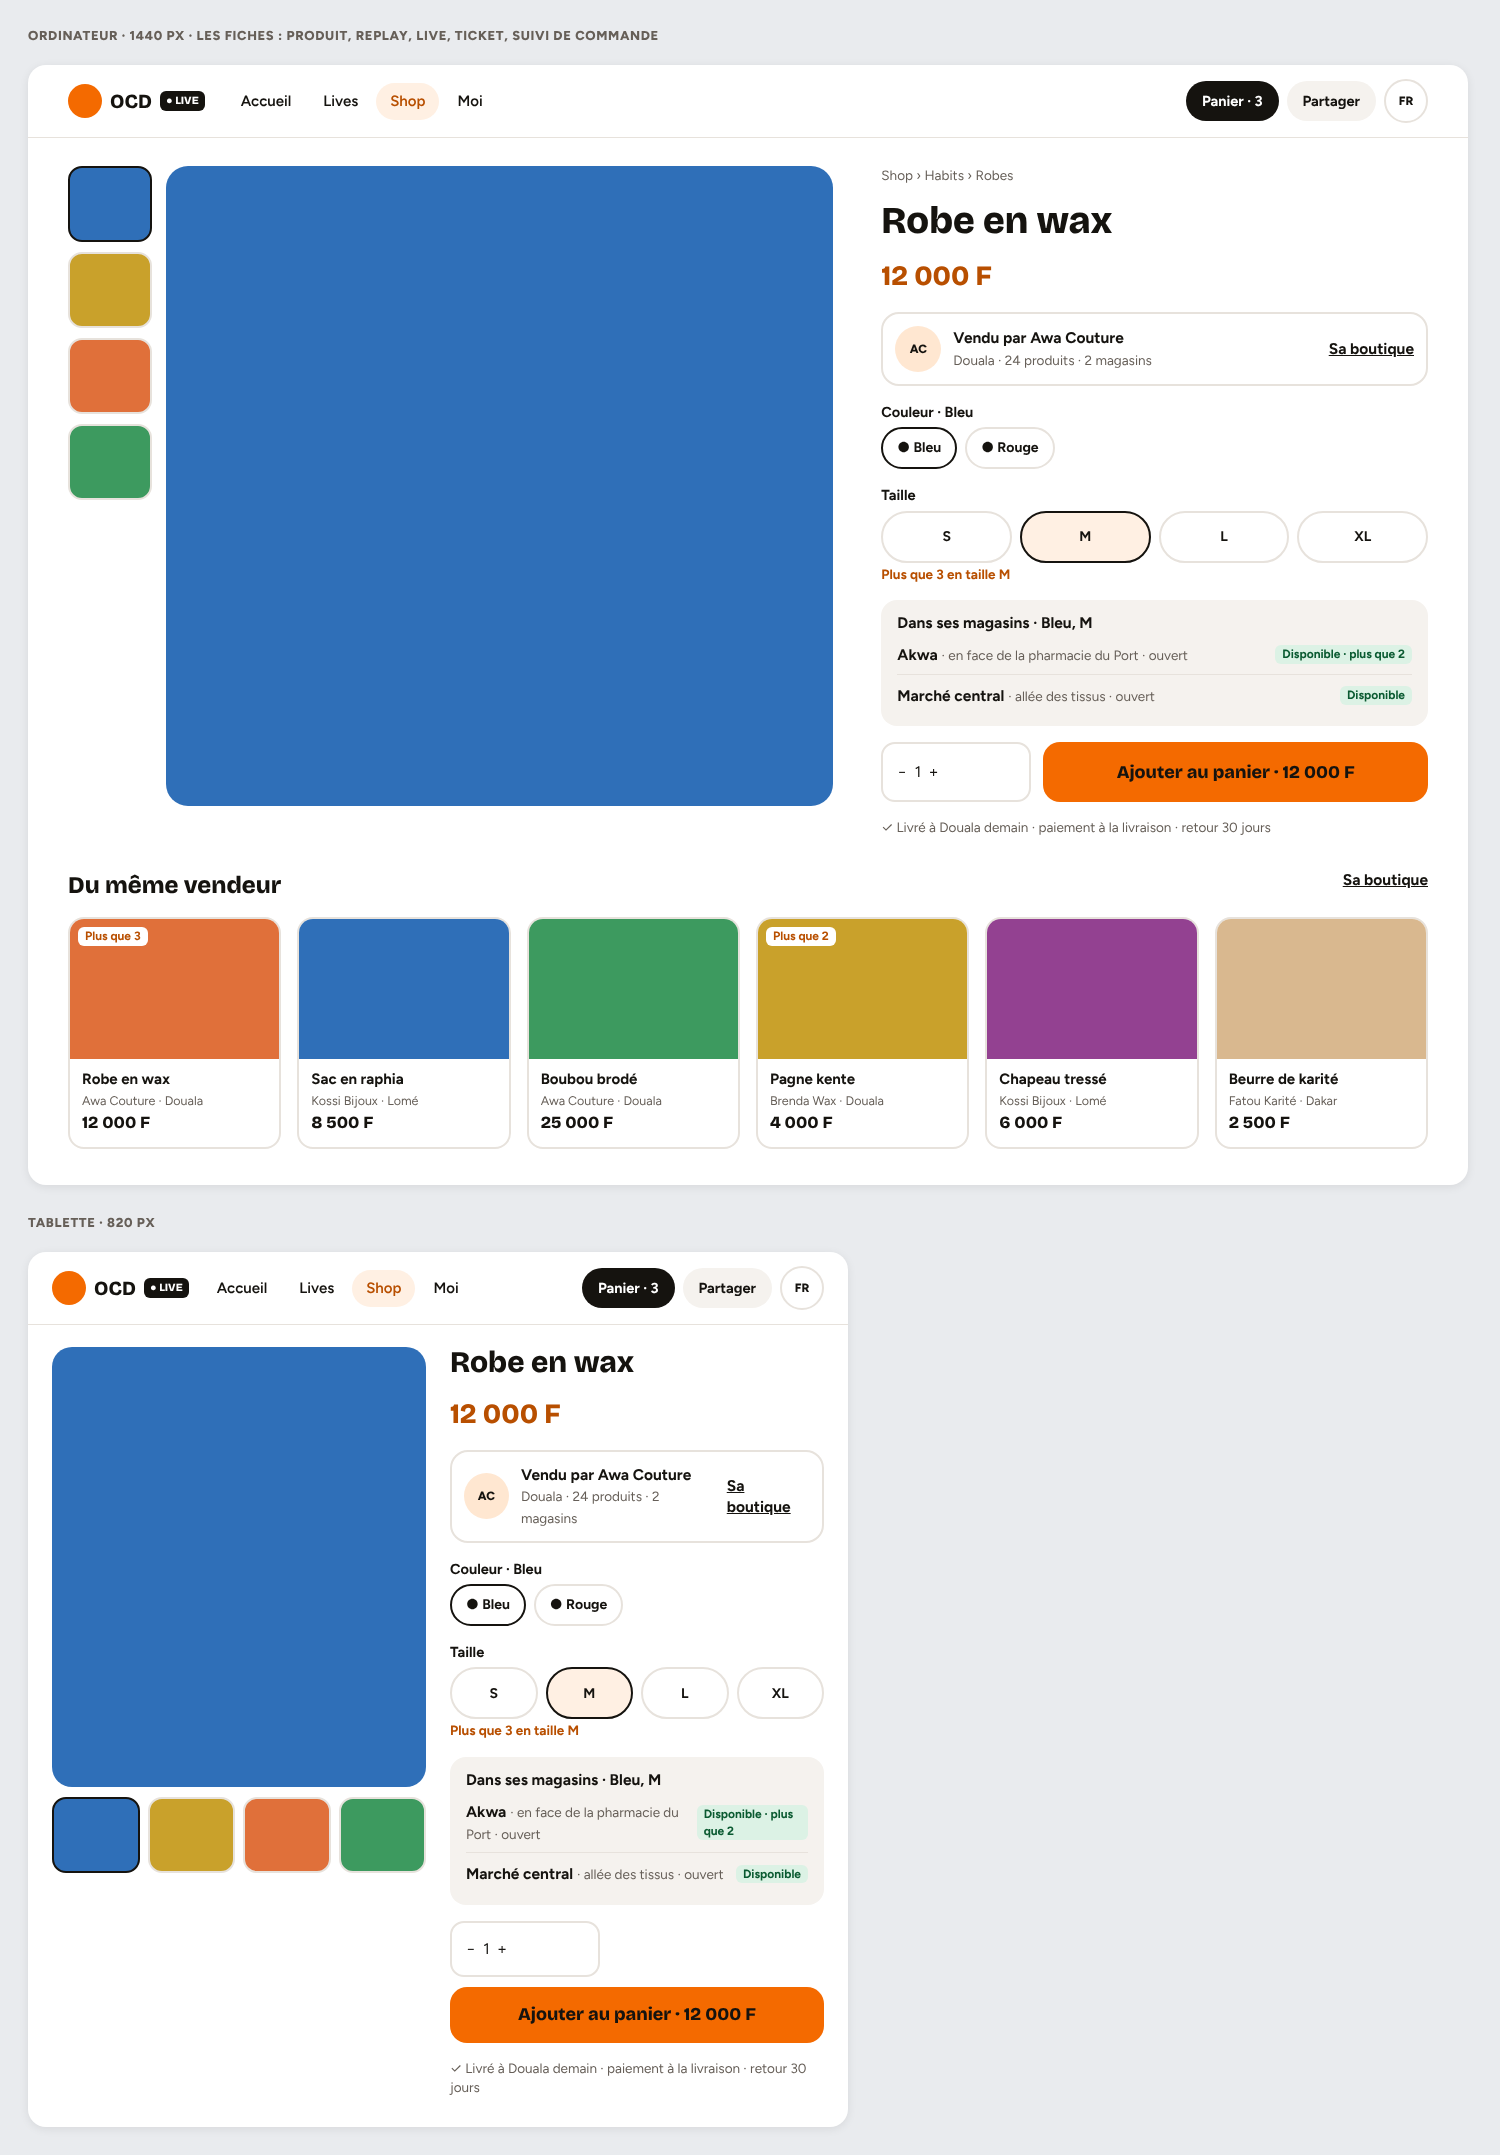 ORDINATEUR · 1440 PX · LES FICHES : PRODUIT, REPLAY, LIVE, TICKET, SUIVI DE COMMANDE
OCD ● LIVE Accueil Lives Shop Moi Panier · 3 Partager FR
Shop › Habits › Robes
Robe en wax
12 000 F
AC
Vendu par Awa Couture
Douala · 24 produits · 2 magasins
Sa boutique
Couleur · Bleu
● Bleu ● Rouge
Taille
S M L XL
Plus que 3 en taille M
Dans ses magasins · Bleu, M
Akwa · en face de la pharmacie du Port · ouvert Disponible · plus que 2
Marché central · allée des tissus · ouvert Disponible
− 1 + Ajouter au panier · 12 000 F
✓ Livré à Douala demain · paiement à la livraison · retour 30 jours
Du même vendeur Sa boutique
Plus que 3
Robe en wax
Awa Couture · Douala
12 000 F
Sac en raphia
Kossi Bijoux · Lomé
8 500 F
Boubou brodé
Awa Couture · Douala
25 000 F
Plus que 2
Pagne kente
Brenda Wax · Douala
4 000 F
Chapeau tressé
Kossi Bijoux · Lomé
6 000 F
Beurre de karité
Fatou Karité · Dakar
2 500 F
TABLETTE · 820 PX
OCD ● LIVE Accueil Lives Shop Moi Panier · 3 Partager FR
Robe en wax
12 000 F
AC
Vendu par Awa Couture
Douala · 24 produits · 2
magasins
Sa
boutique
Couleur · Bleu
● Bleu ● Rouge
Taille
S M L XL
Plus que 3 en taille M
Dans ses magasins · Bleu, M
Akwa · en face de la pharmacie du
Port · ouvert
Disponible · plus
que 2
Marché central · allée des tissus · ouvert Disponible
− 1 +
Ajouter au panier · 12 000 F
✓ Livré à Douala demain · paiement à la livraison · retour 30
jours